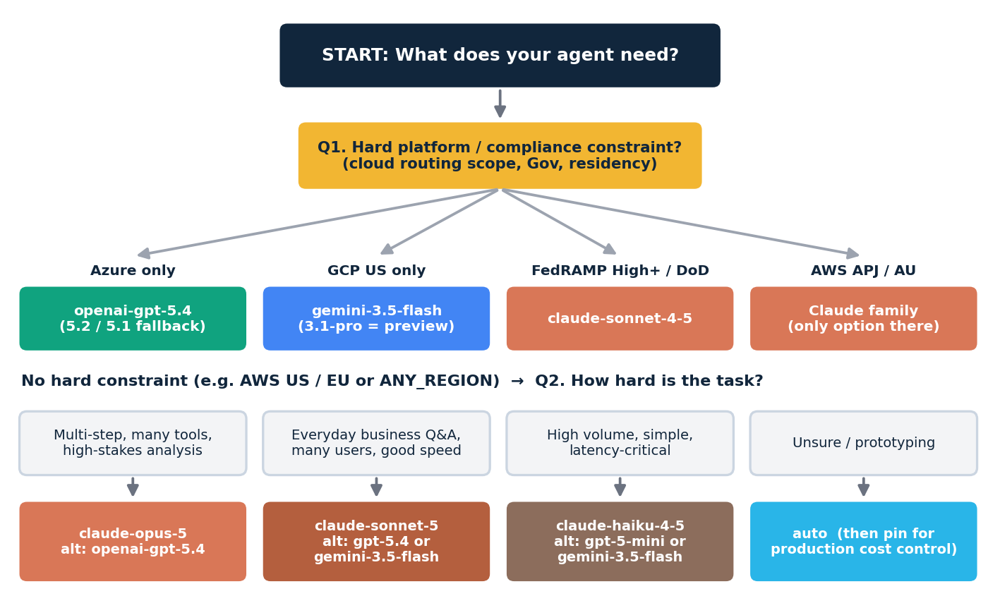 START: What does your agent need?
Q1. Hard platform / compliance constraint?
(cloud routing scope, Gov, residency)
Azure only
GCP US only
FedRAMP High+ / DoD
AWS APJ / AU
openai-gpt-5.4
(5.2 / 5.1 fallback)
gemini-3.5-flash
(3.1-pro = preview)
claude-sonnet-4-5
Claude family
(only option there)
No hard constraint (e.g. AWS US / EU or ANY_REGION) → Q2. How hard is the task?
Multi-step, many tools,
high-stakes analysis
Everyday business Q&A,
many users, good speed
High volume, simple,
latency-critical
Unsure / prototyping
claude-opus-5
alt: openai-gpt-5.4
claude-sonnet-5
alt: gpt-5.4 or
gemini-3.5-flash
claude-haiku-4-5
alt: gpt-5-mini or
gemini-3.5-flash
auto (then pin for
production cost control)